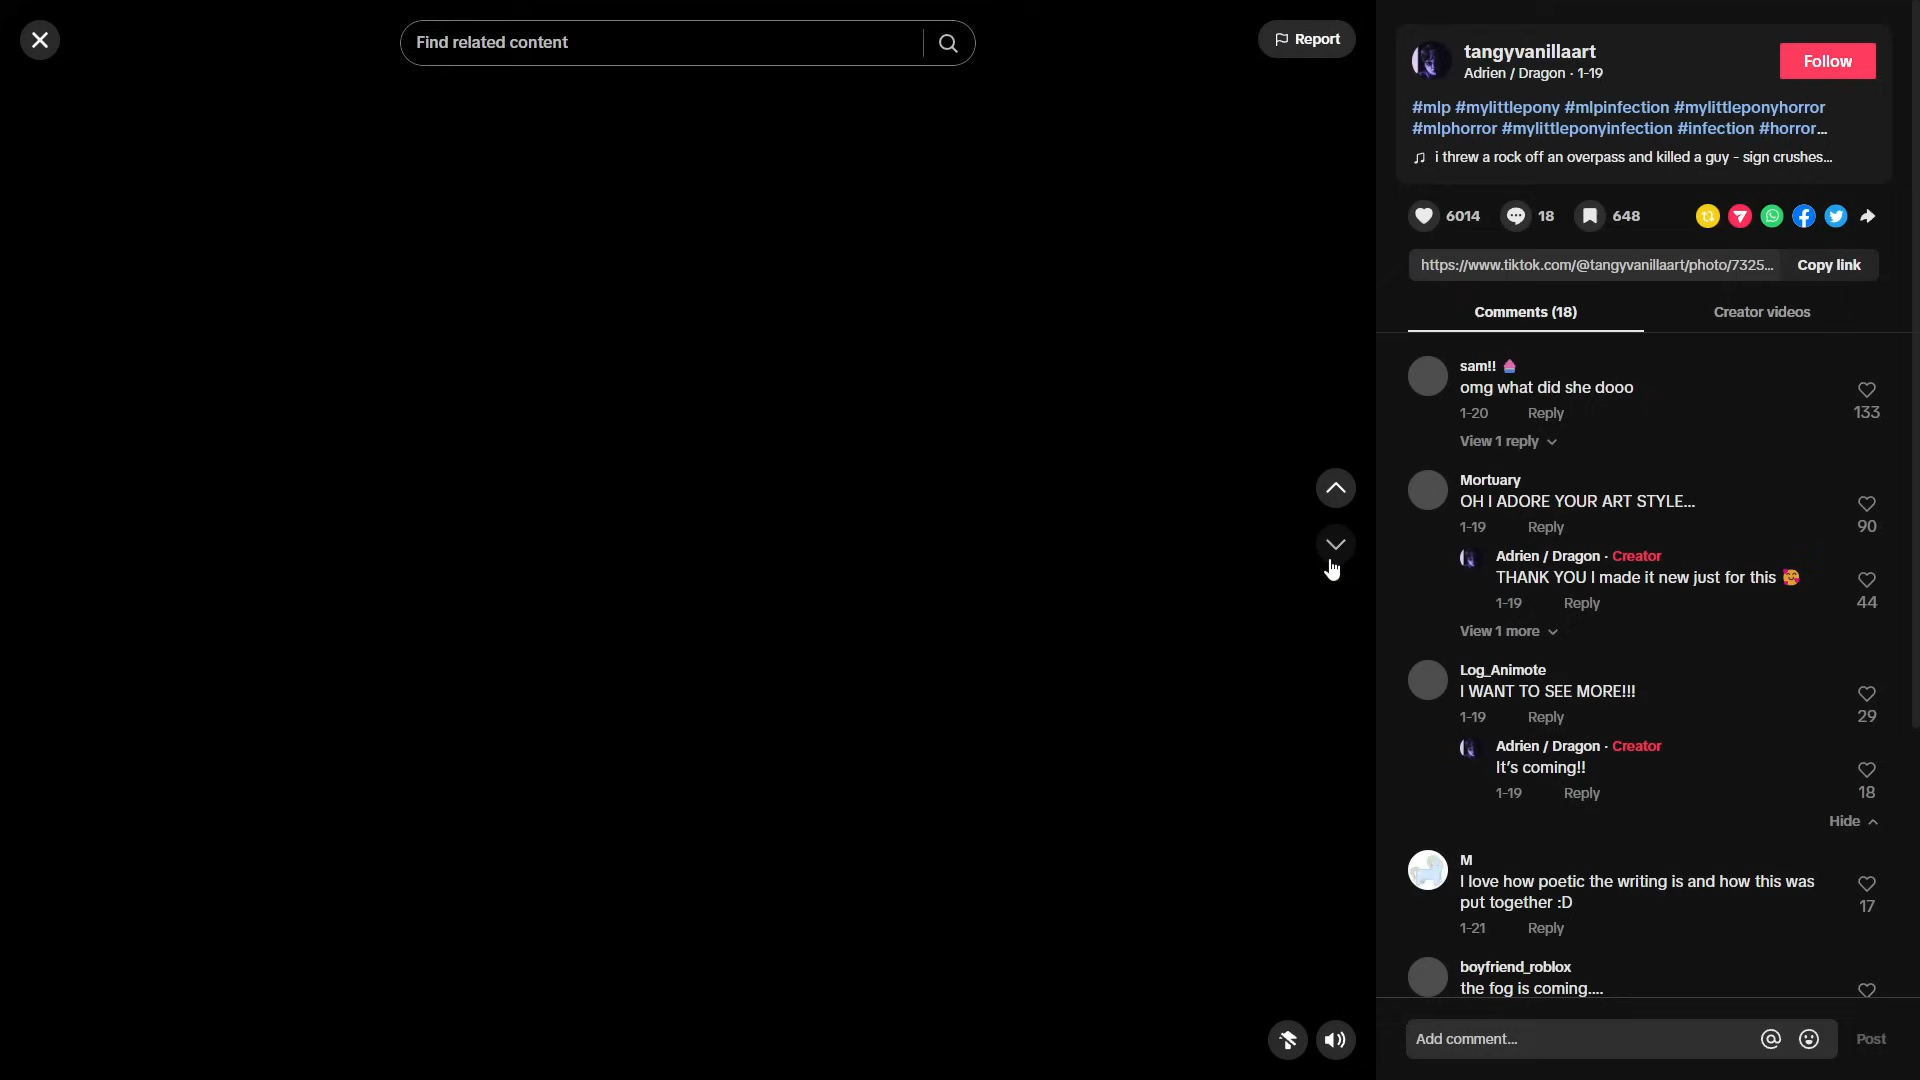 Find related content
Report
tangyvanillaart
Adrien / Dragon · 1-19
Follow
#mlp #mylittlepony #mlpinfection #mylittleponyhorror
#mlphorror #mylittleponyinfection #infection #horror...
i threw a rock off an overpass and killed a guy - sign crushes...
6014
18
648
https://www.tiktok.com/@tangyvanillaart/photo/7325...
Copy link
Comments (18)
Creator videos
sam!!
omg what did she dooo
1-20 Reply
133
View 1 reply
Mortuary
OH I ADORE YOUR ART STYLE...
1-19 Reply
90
Adrien / Dragon · Creator
THANK YOU I made it new just for this
1-19 Reply
44
View 1 more
Log_Animote
I WANT TO SEE MORE!!!
1-19 Reply
29
Adrien / Dragon · Creator
It's coming!!
1-19 Reply
18
Hide
M
I love how poetic the writing is and how this was
put together :D
1-21 Reply
17
boyfriend_roblox
the fog is coming....
Add comment...
Post